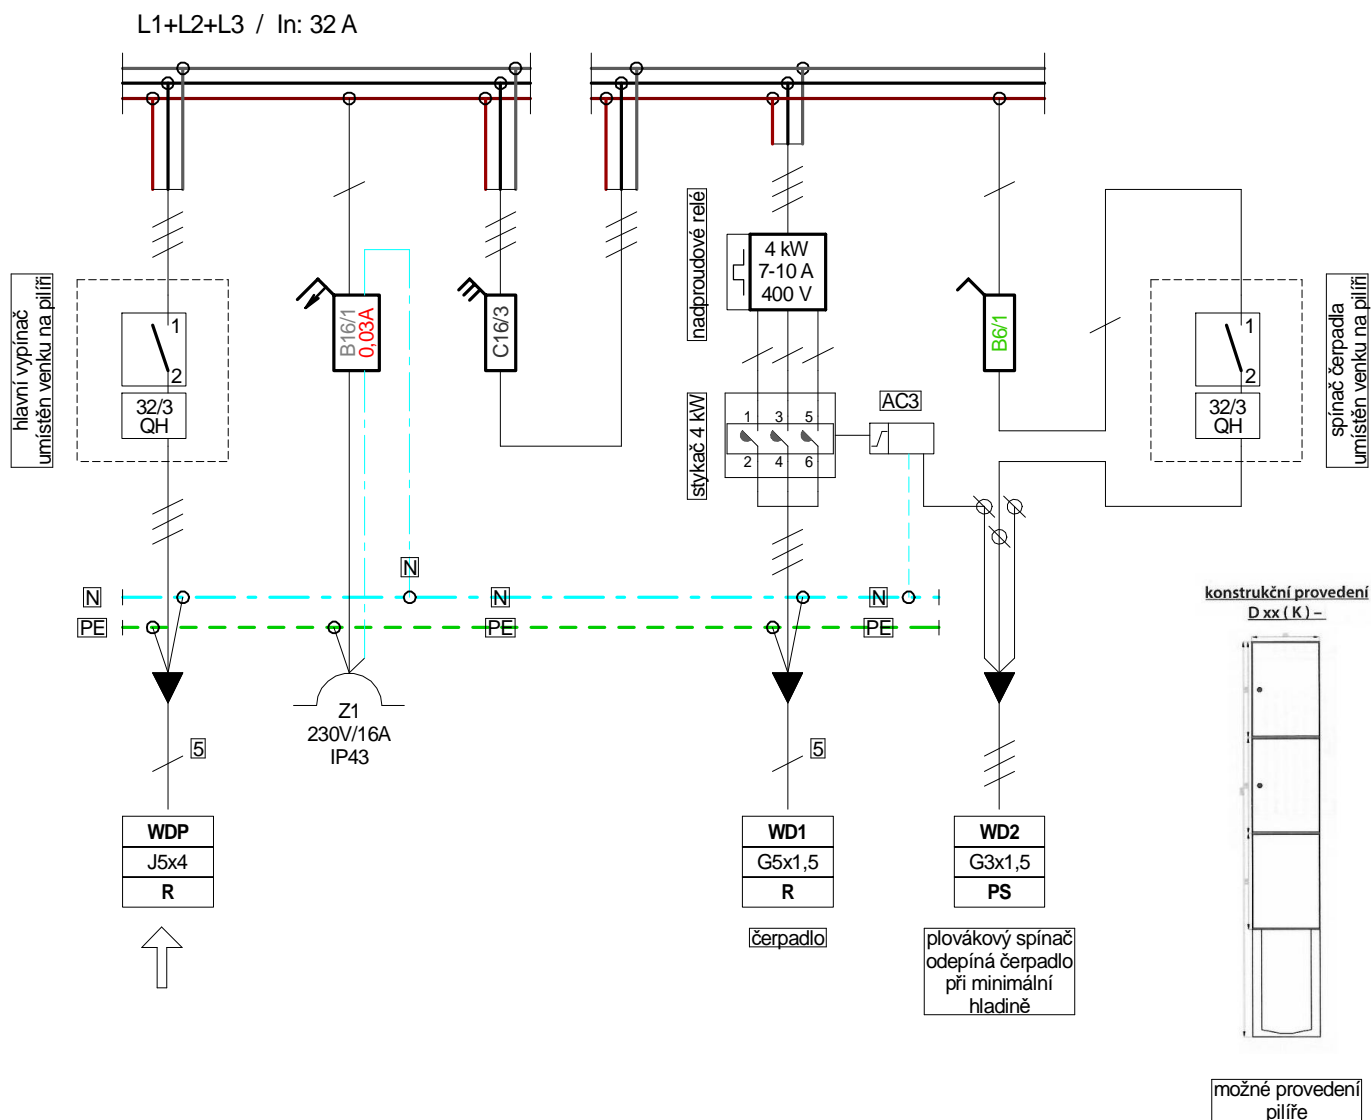 L1+L2+L3 / In: 32 A
hlavní vypínač
umístěn venku na pilíři
1
2
32/3
QH
B16/1
0,03A
C16/3
nadproudové relé
4 kW
7-10 A
400 V
stykač 4 kW
1 3 5
2 4 6
AC3
B6/1
1
2
32/3
QH
spínač čerpadla
umístěn venku na pilíři
N
N
N
N
PE
PE
PE
Z1
230V/16A
IP43
5
5
WDP
J5x4
R
WD1
G5x1,5
R
čerpadlo
WD2
G3x1,5
PS
plovákový spínač
odepíná čerpadlo
při minimální
hladině
konstrukční provedení
D xx ( K ) –
možné provedení
pilíře